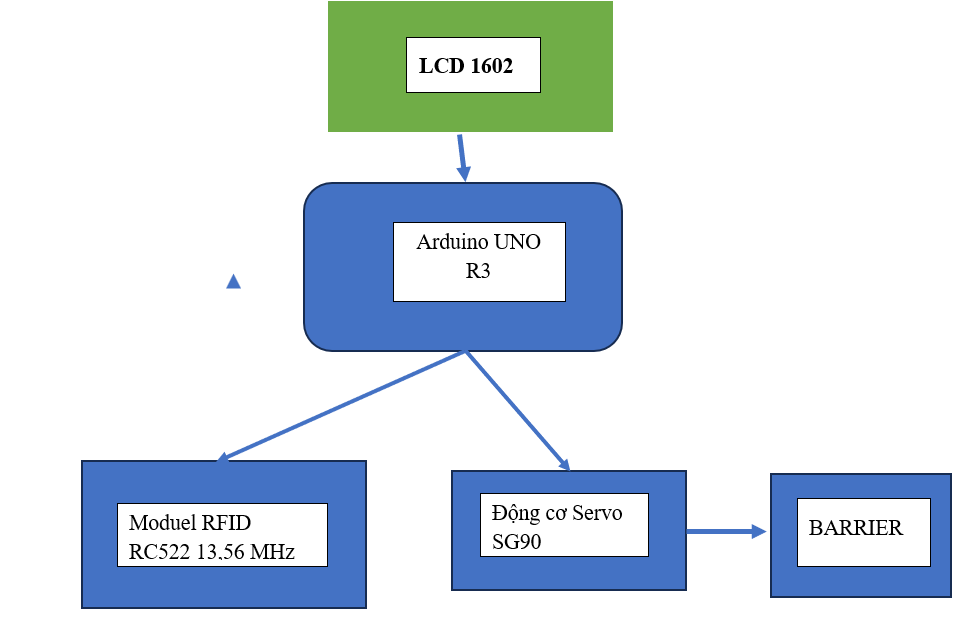 LCD 1602
Arduino UNO
R3
Moduel RFID
RC522 13,56 MHz
Động cơ Servo
SG90
BARRIER